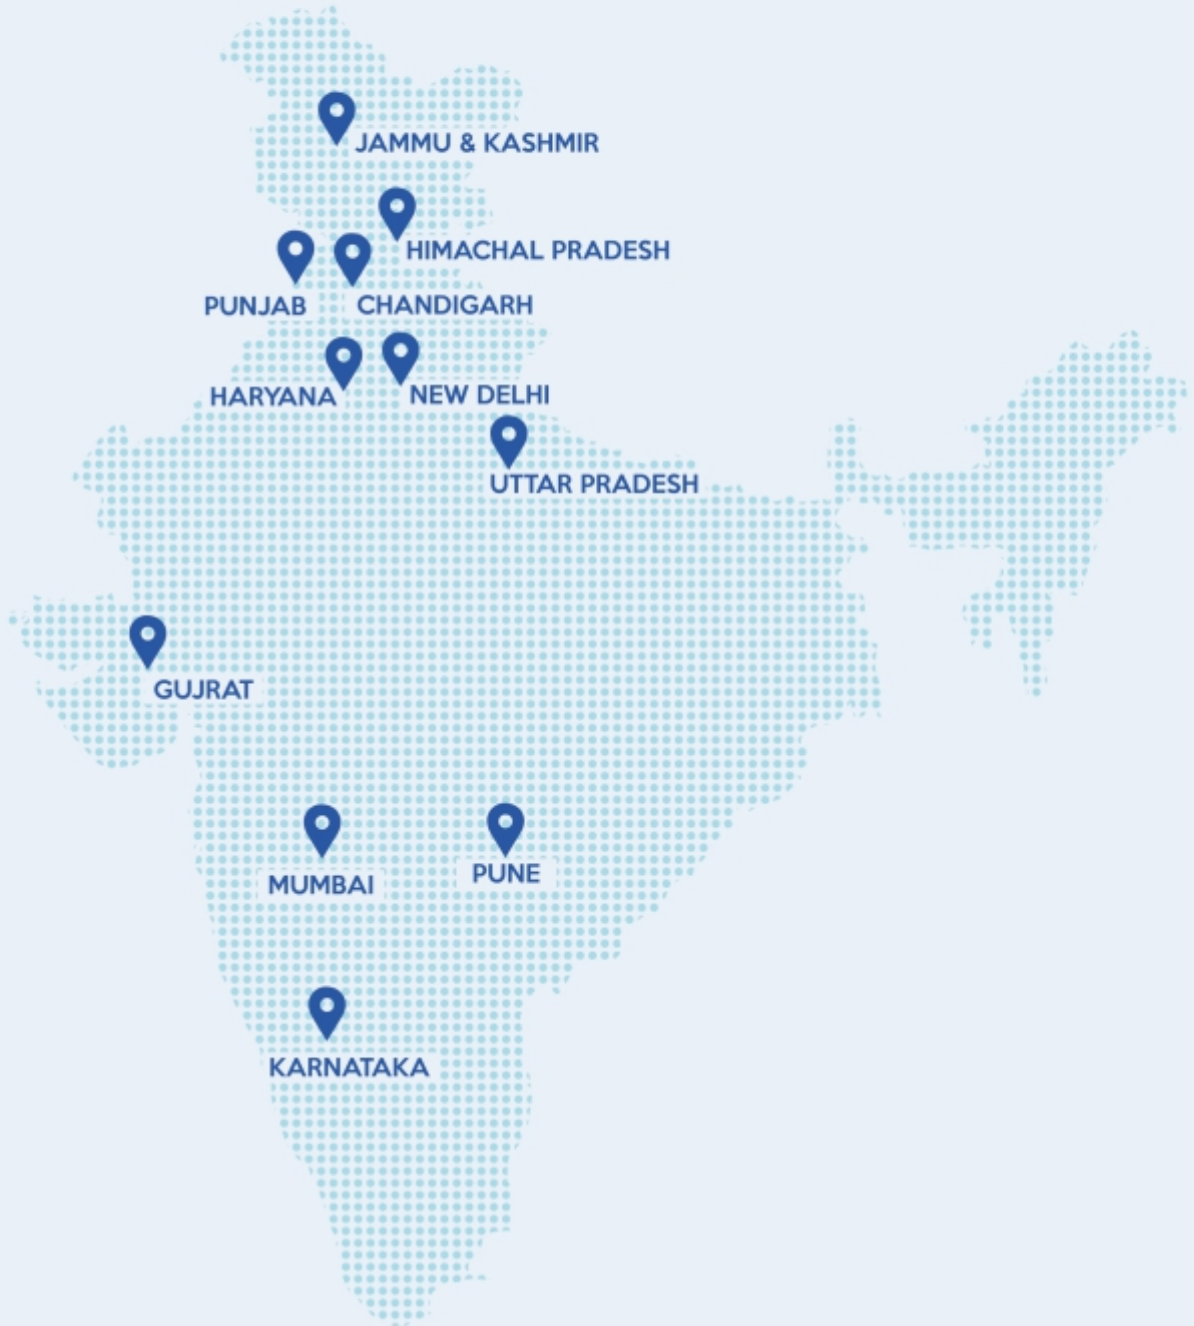 JAMMU & KASHMIR
HIMACHAL PRADESH
PUNJAB
CHANDIGARH
HARYANA
NEW DELHI
UTTAR PRADESH
GUJRAT
MUMBAI
PUNE
KARNATAKA